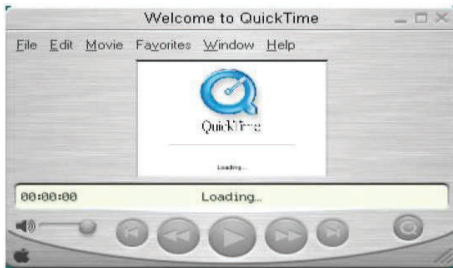 Welcome to QuickTime
File Edit Movie Favorites Window Help
QuickTime
Loading...
00:00:00 Loading...